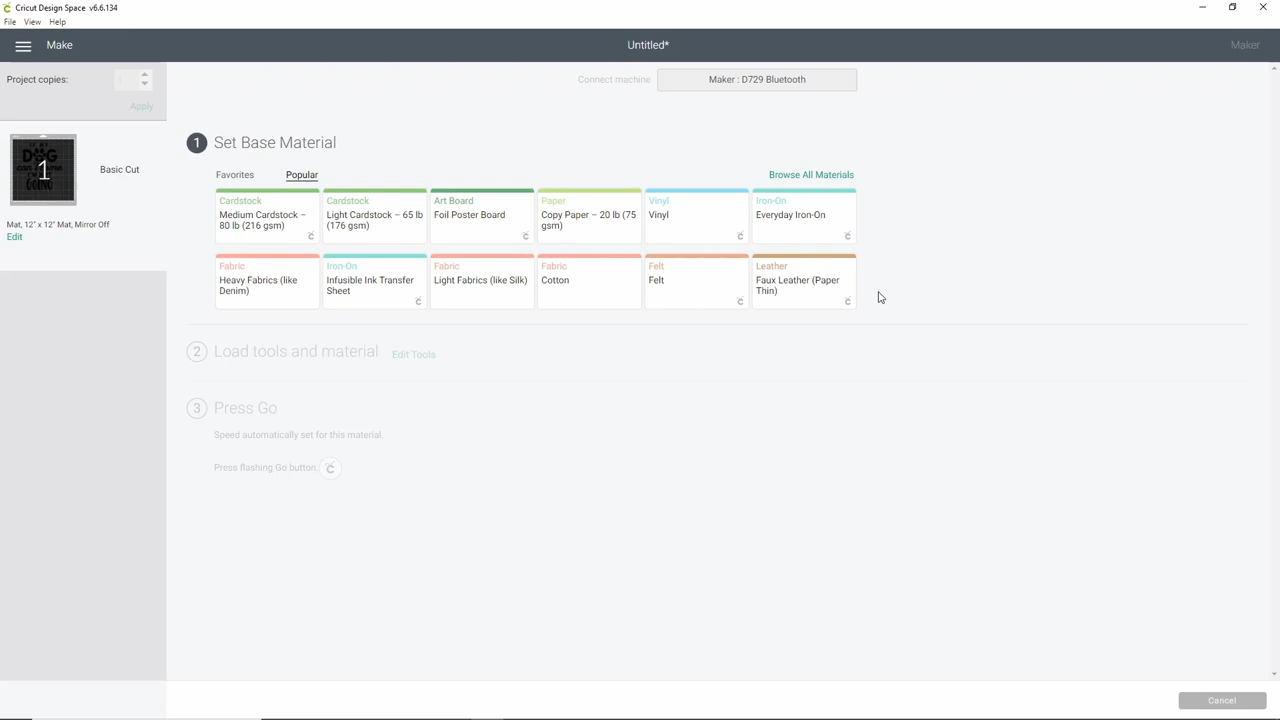 Cricut Design Space v6.6.134
File View Help
Make
Untitled*
Maker
Project copies:
1
Apply
Connect machine
Maker : D729 Bluetooth
DOG
GOING
1
Basic Cut
Mat, 12" x 12" Mat, Mirror Off
Edit
1 Set Base Material
Favorites Popular Browse All Materials
Cardstock
Medium Cardstock –
80 lb (216 gsm)
Cardstock
Light Cardstock – 65 lb
(176 gsm)
Art Board
Foil Poster Board
Paper
Copy Paper – 20 lb (75
gsm)
Vinyl
Vinyl
Iron-On
Everyday Iron-On
Fabric
Heavy Fabrics (like
Denim)
Iron-On
Infusible Ink Transfer
Sheet
Fabric
Light Fabrics (like Silk)
Fabric
Cotton
Felt
Felt
Leather
Faux Leather (Paper
Thin)
2 Load tools and material Edit Tools
3 Press Go
Speed automatically set for this material.
Press flashing Go button
Cancel